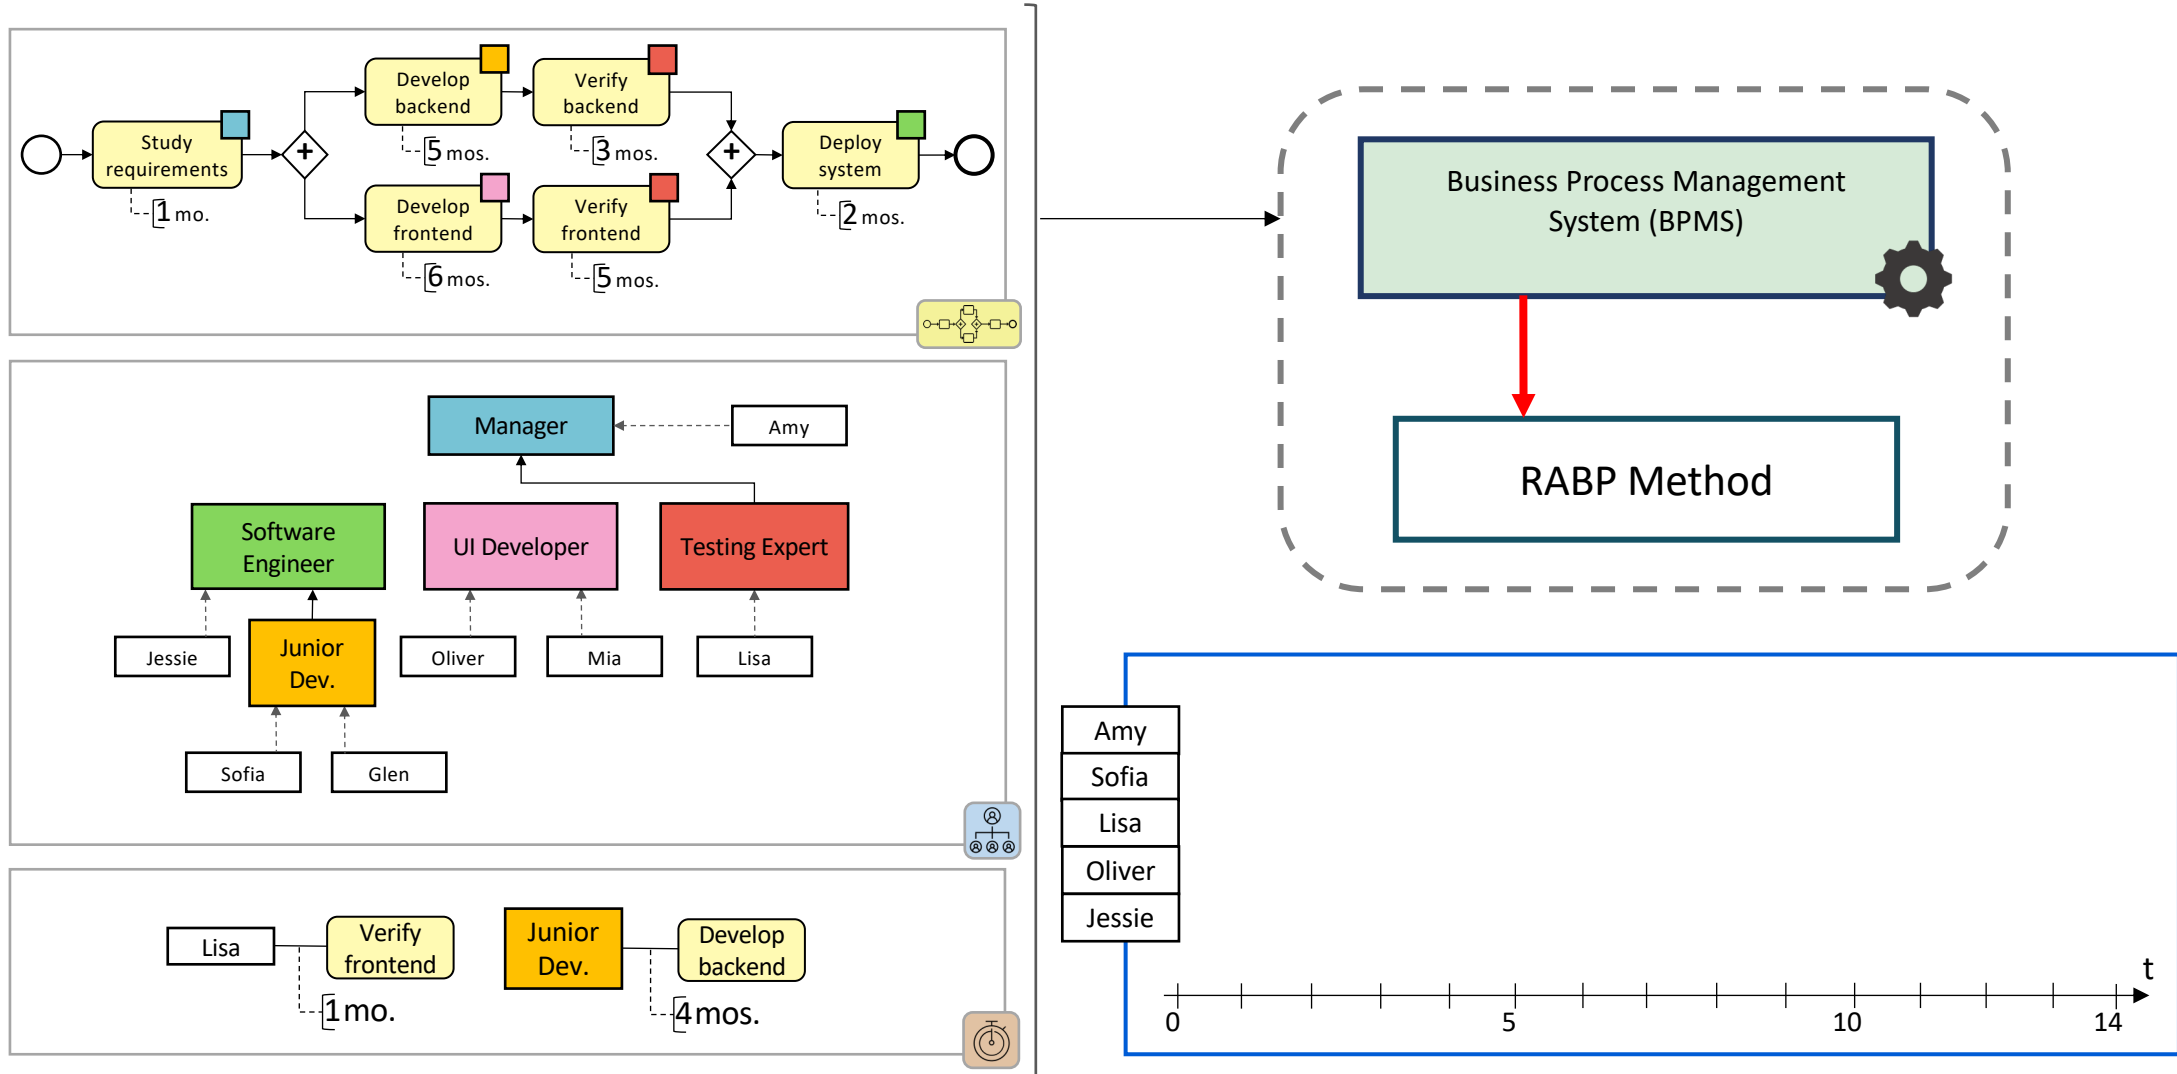 Study
requirements
1 mo.
Develop
backend
5 mos.
Verify
backend
3 mos.
Develop
frontend
6 mos.
Verify
frontend
5 mos.
Deploy
system
2 mos.
Manager
Amy
Software
Engineer
UI Developer
Testing Expert
Jessie
Junior
Dev.
Oliver
Mia
Lisa
Sofia
Glen
Lisa
Verify
frontend
1 mo.
Junior
Dev.
Develop
backend
4 mos.
Business Process Management
System (BPMS)
RABP Method
Amy
Sofia
Lisa
Oliver
Jessie
t
0 5 10 14